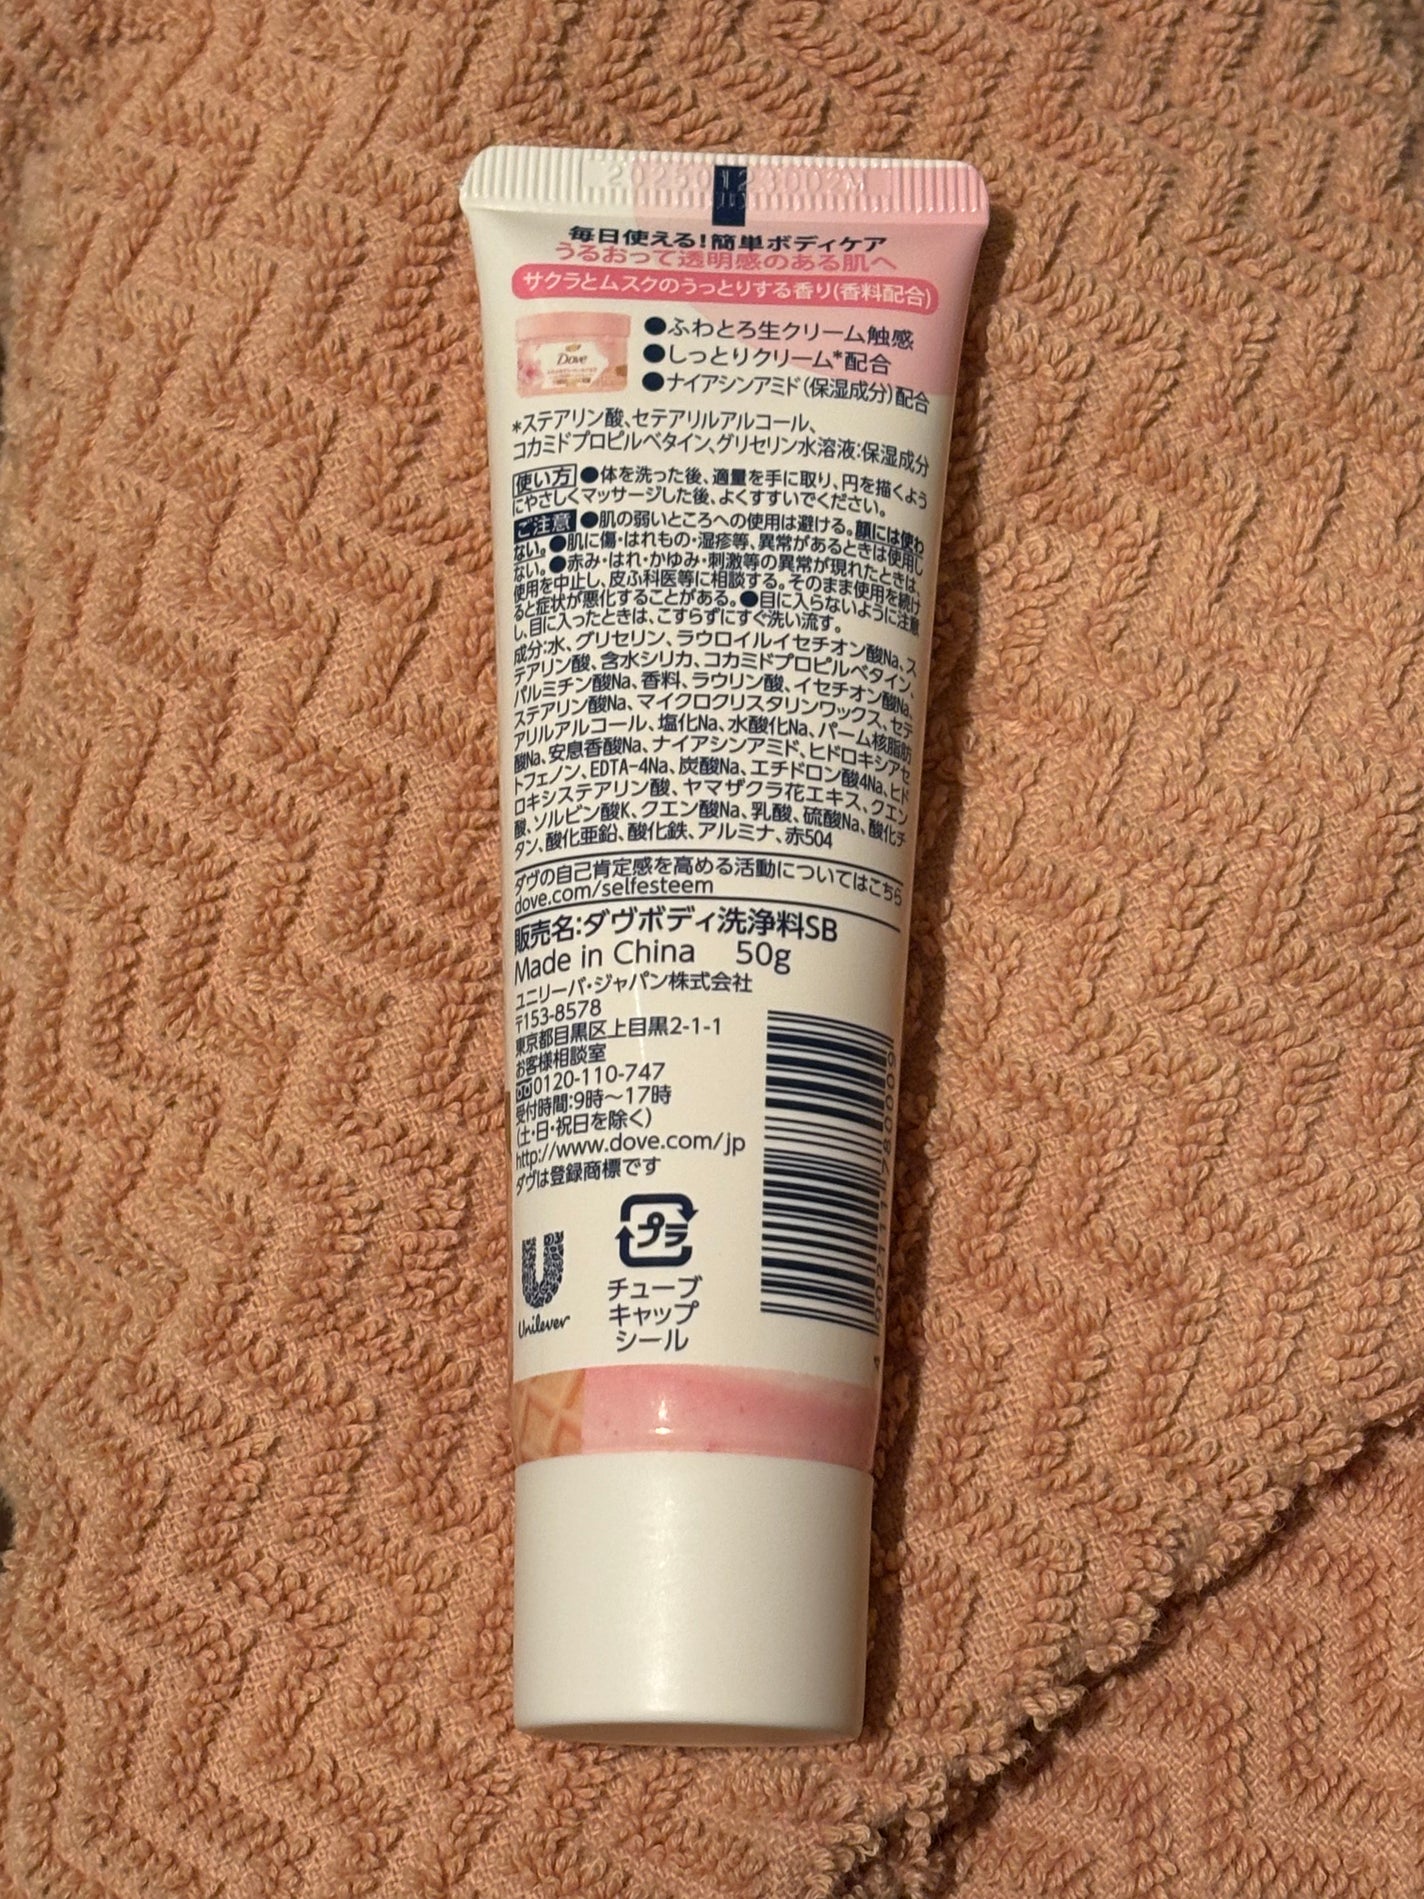 毎日使える!簡単ボディケア
うるおって透明感のある肌へ
サクラとムスクのうっとりする香り(香料配合)
Dove
●ふわとろ生クリーム触感
●しっとりクリーム*配合
●ナイアシンアミド(保湿成分)配合
*ステアリン酸、セテアリルアルコール、
コカミドプロピルベタイン、グリセリン水溶液:保湿成分
使い方 ●体を洗った後、適量を手に取り、円を描くよう
にやさしくマッサージした後、よくすすいでください。
ご注意 ●肌の弱いところへの使用は避ける。顔には使わ
ない。●肌に傷・はれもの・湿疹等、異常があるときは使用し
ない。●赤み・はれ・かゆみ・刺激等の異常が現れたときは、
使用を中止し、皮ふ科医等に相談する。そのまま使用を続け
ると症状が悪化することがある。●目に入らないように注意
し、目に入ったときは、こすらずにすぐ洗い流す。
成分:水、グリセリン、ラウロイルイセチオン酸Na、ス
テアリン酸、含水シリカ、コカミドプロピルベタイン、
パルミチン酸Na、香料、ラウリン酸、イセチオン酸Na、
ステアリン酸Na、マイクロクリスタリンワックス、セテ
アリルアルコール、塩化Na、水酸化Na、パーム核脂肪
酸Na、安息香酸Na、ナイアシンアミド、ヒドロキシアセ
トフェノン、EDTA-4Na、炭酸Na、エチドロン酸4Na、ヒド
ロキシステアリン酸、ヤマザクラ花エキス、クエン
酸、ソルビン酸K、クエン酸Na、乳酸、硫酸Na、酸化チ
タン、酸化亜鉛、酸化鉄、アルミナ、赤504
ダヴの自己肯定感を高める活動についてはこちら
dove.com/selfesteem
販売名:ダヴボディ洗浄料SB
Made in China 50g
ユニリーバ・ジャパン株式会社
〒153-8578
東京都目黒区上目黒2-1-1
お客様相談室
0120-110-747
受付時間:9時～17時
(土・日・祝日を除く)
http://www.dove.com/jp
ダヴは登録商標です
Unilever
プラ
チューブ
キャップ
シール